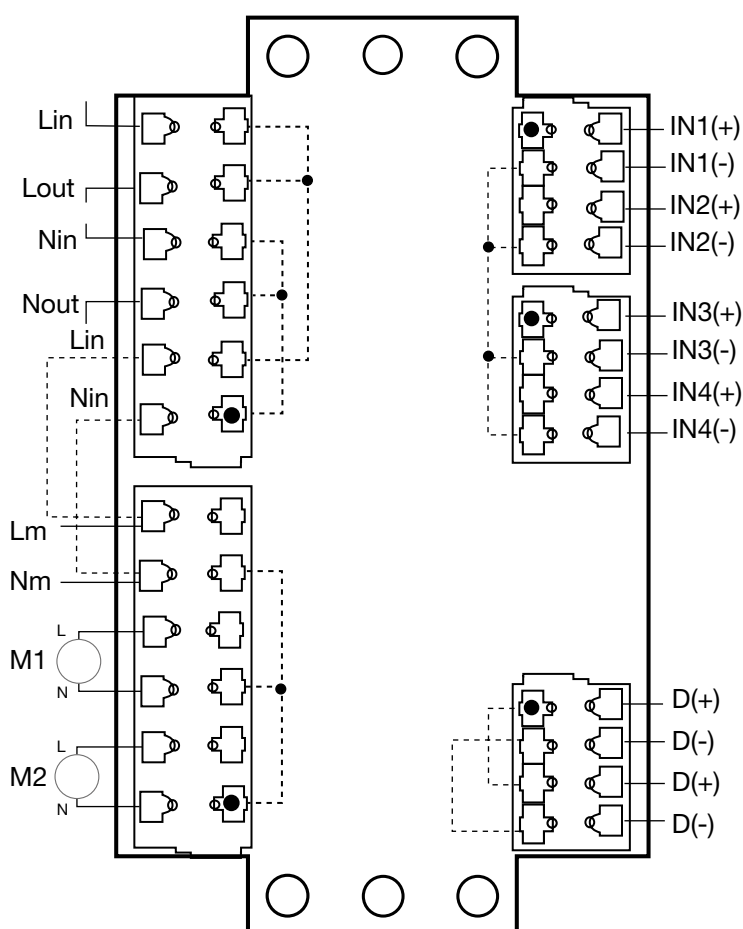 Lin
Lout
Nin
Nout
Lin
Nin
Lm
Nm
L
M1
N
L
M2
N
IN1(+)
IN1(-)
IN2(+)
IN2(-)
IN3(+)
IN3(-)
IN4(+)
IN4(-)
D(+)
D(-)
D(+)
D(-)